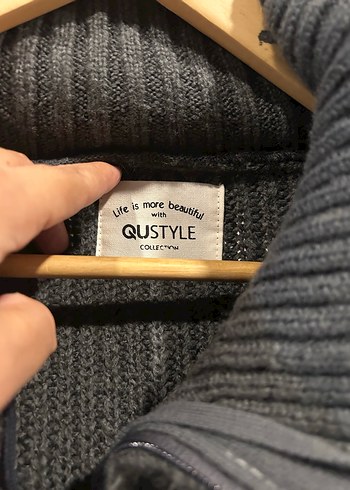 Life is more beautiful
with
QUSTYLE
COLLECTION